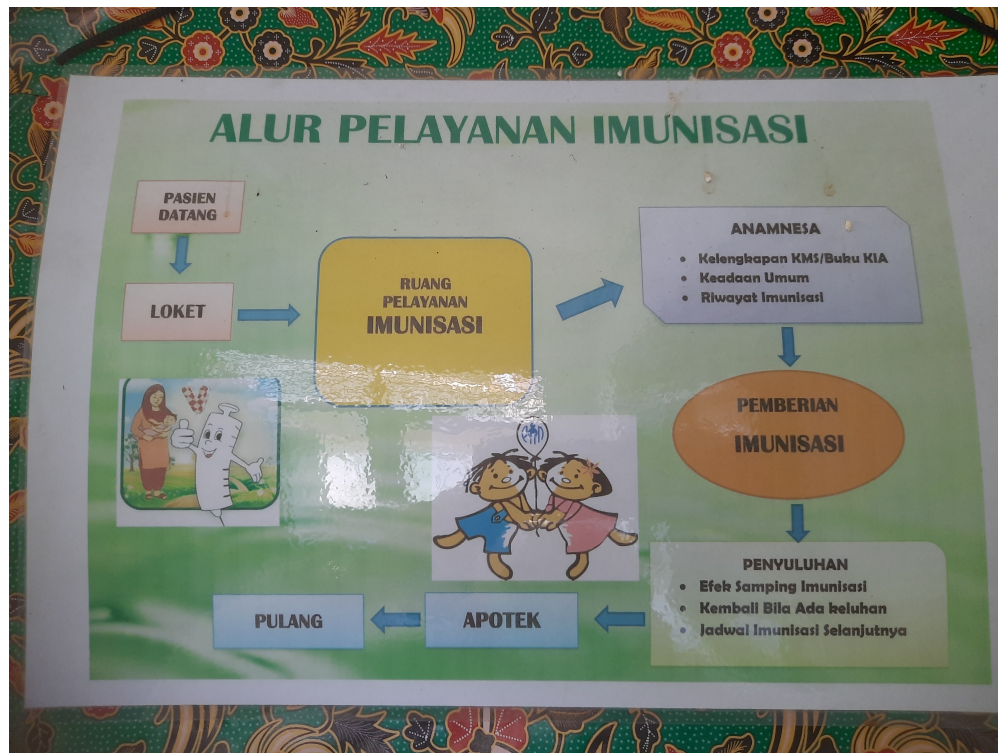 ALUR PELAYANAN IMUNISASI
PASIEN
DATANG
LOKET
RUANG
PELAYANAN
IMUNISASI
ANAMNESA
• Kelengkapan KMS/Buku KIA
• Keadaan Umum
• Riwayat Imunisasi
PEMBERIAN
IMUNISASI
PENYULUHAN
• Efek Samping Imunisasi
• Kembali Bila Ada keluhan
• Jadwal Imunisasi Selanjutnya
APOTEK
PULANG